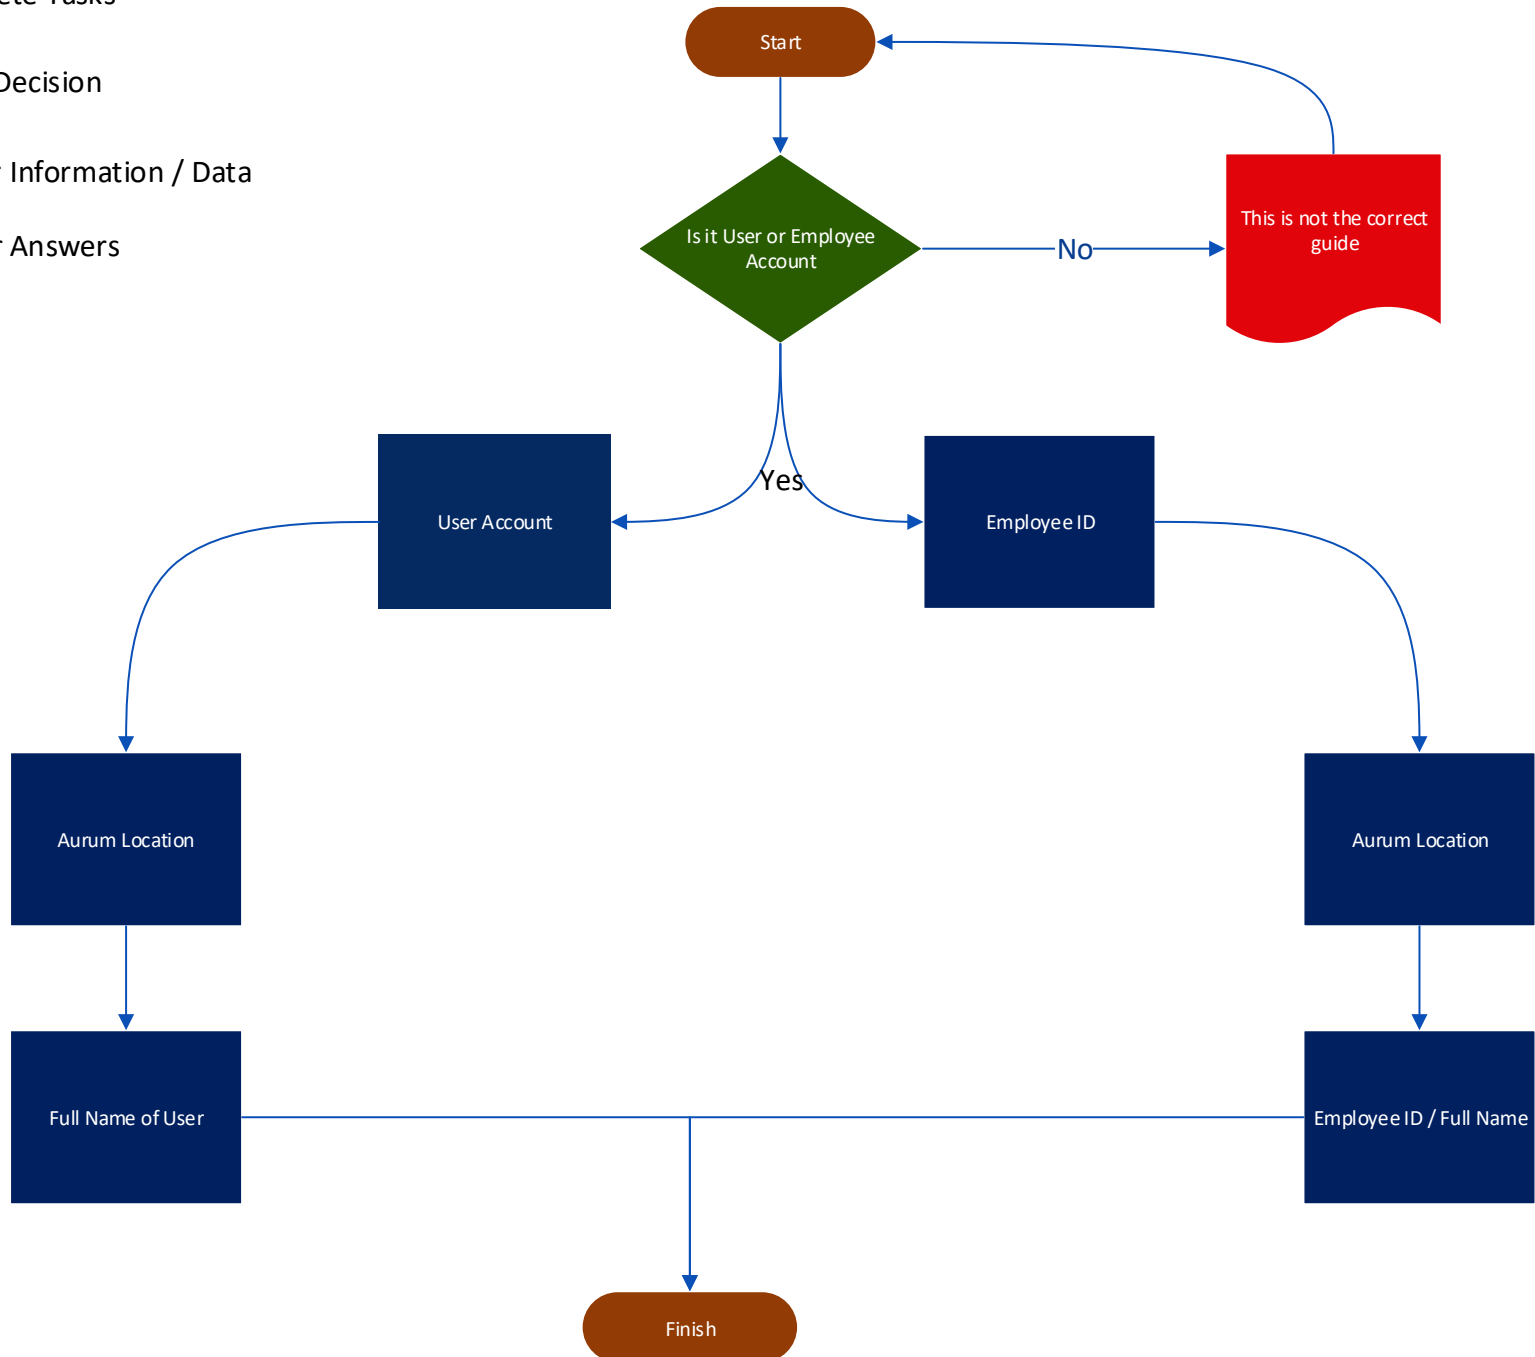 Tasks
Decision
Information / Data
Answers
Start
Is it User or Employee
Account
No
This is not the correct
guide
Yes
User Account
Employee ID
Aurum Location
Aurum Location
Full Name of User
Employee ID / Full Name
Finish